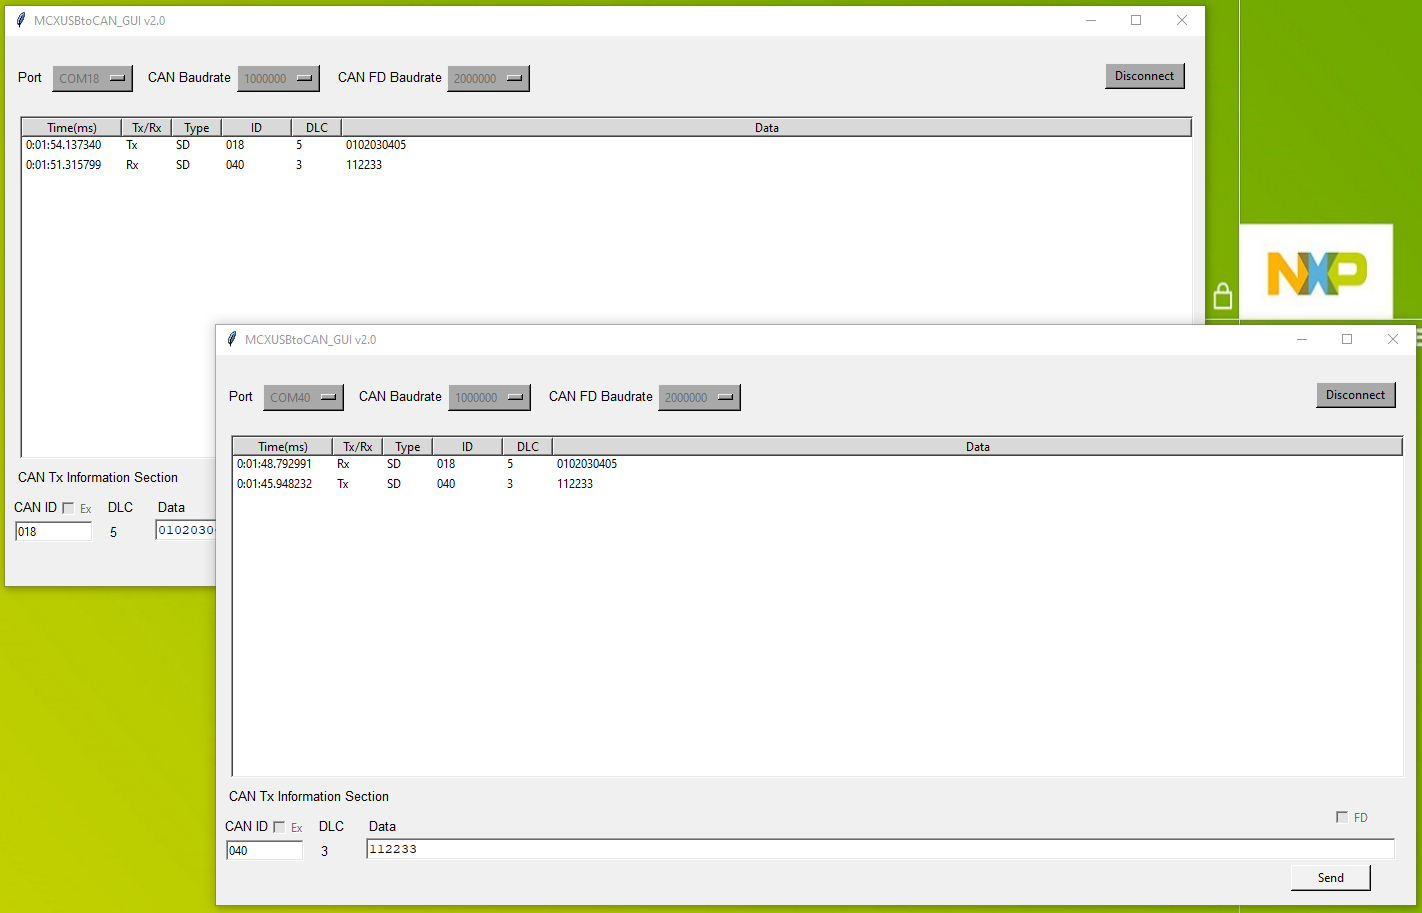 MCXUSBtoCAN_GUI v2.0
Port COM18 CAN Baudrate 1000000 CAN FD Baudrate 2000000 Disconnect
Time(ms) Tx/Rx Type ID DLC Data
0:01:54.137340 Tx SD 018 5 0102030405
0:01:51.315799 Rx SD 040 3 112233
CAN Tx Information Section
CAN ID Ex DLC Data
018 5 0102030
NXP
MCXUSBtoCAN_GUI v2.0
Port COM40 CAN Baudrate 1000000 CAN FD Baudrate 2000000 Disconnect
Time(ms) Tx/Rx Type ID DLC Data
0:01:48.792991 Rx SD 018 5 0102030405
0:01:45.948232 Tx SD 040 3 112233
CAN Tx Information Section
FD
CAN ID Ex DLC Data
040 3 112233
Send